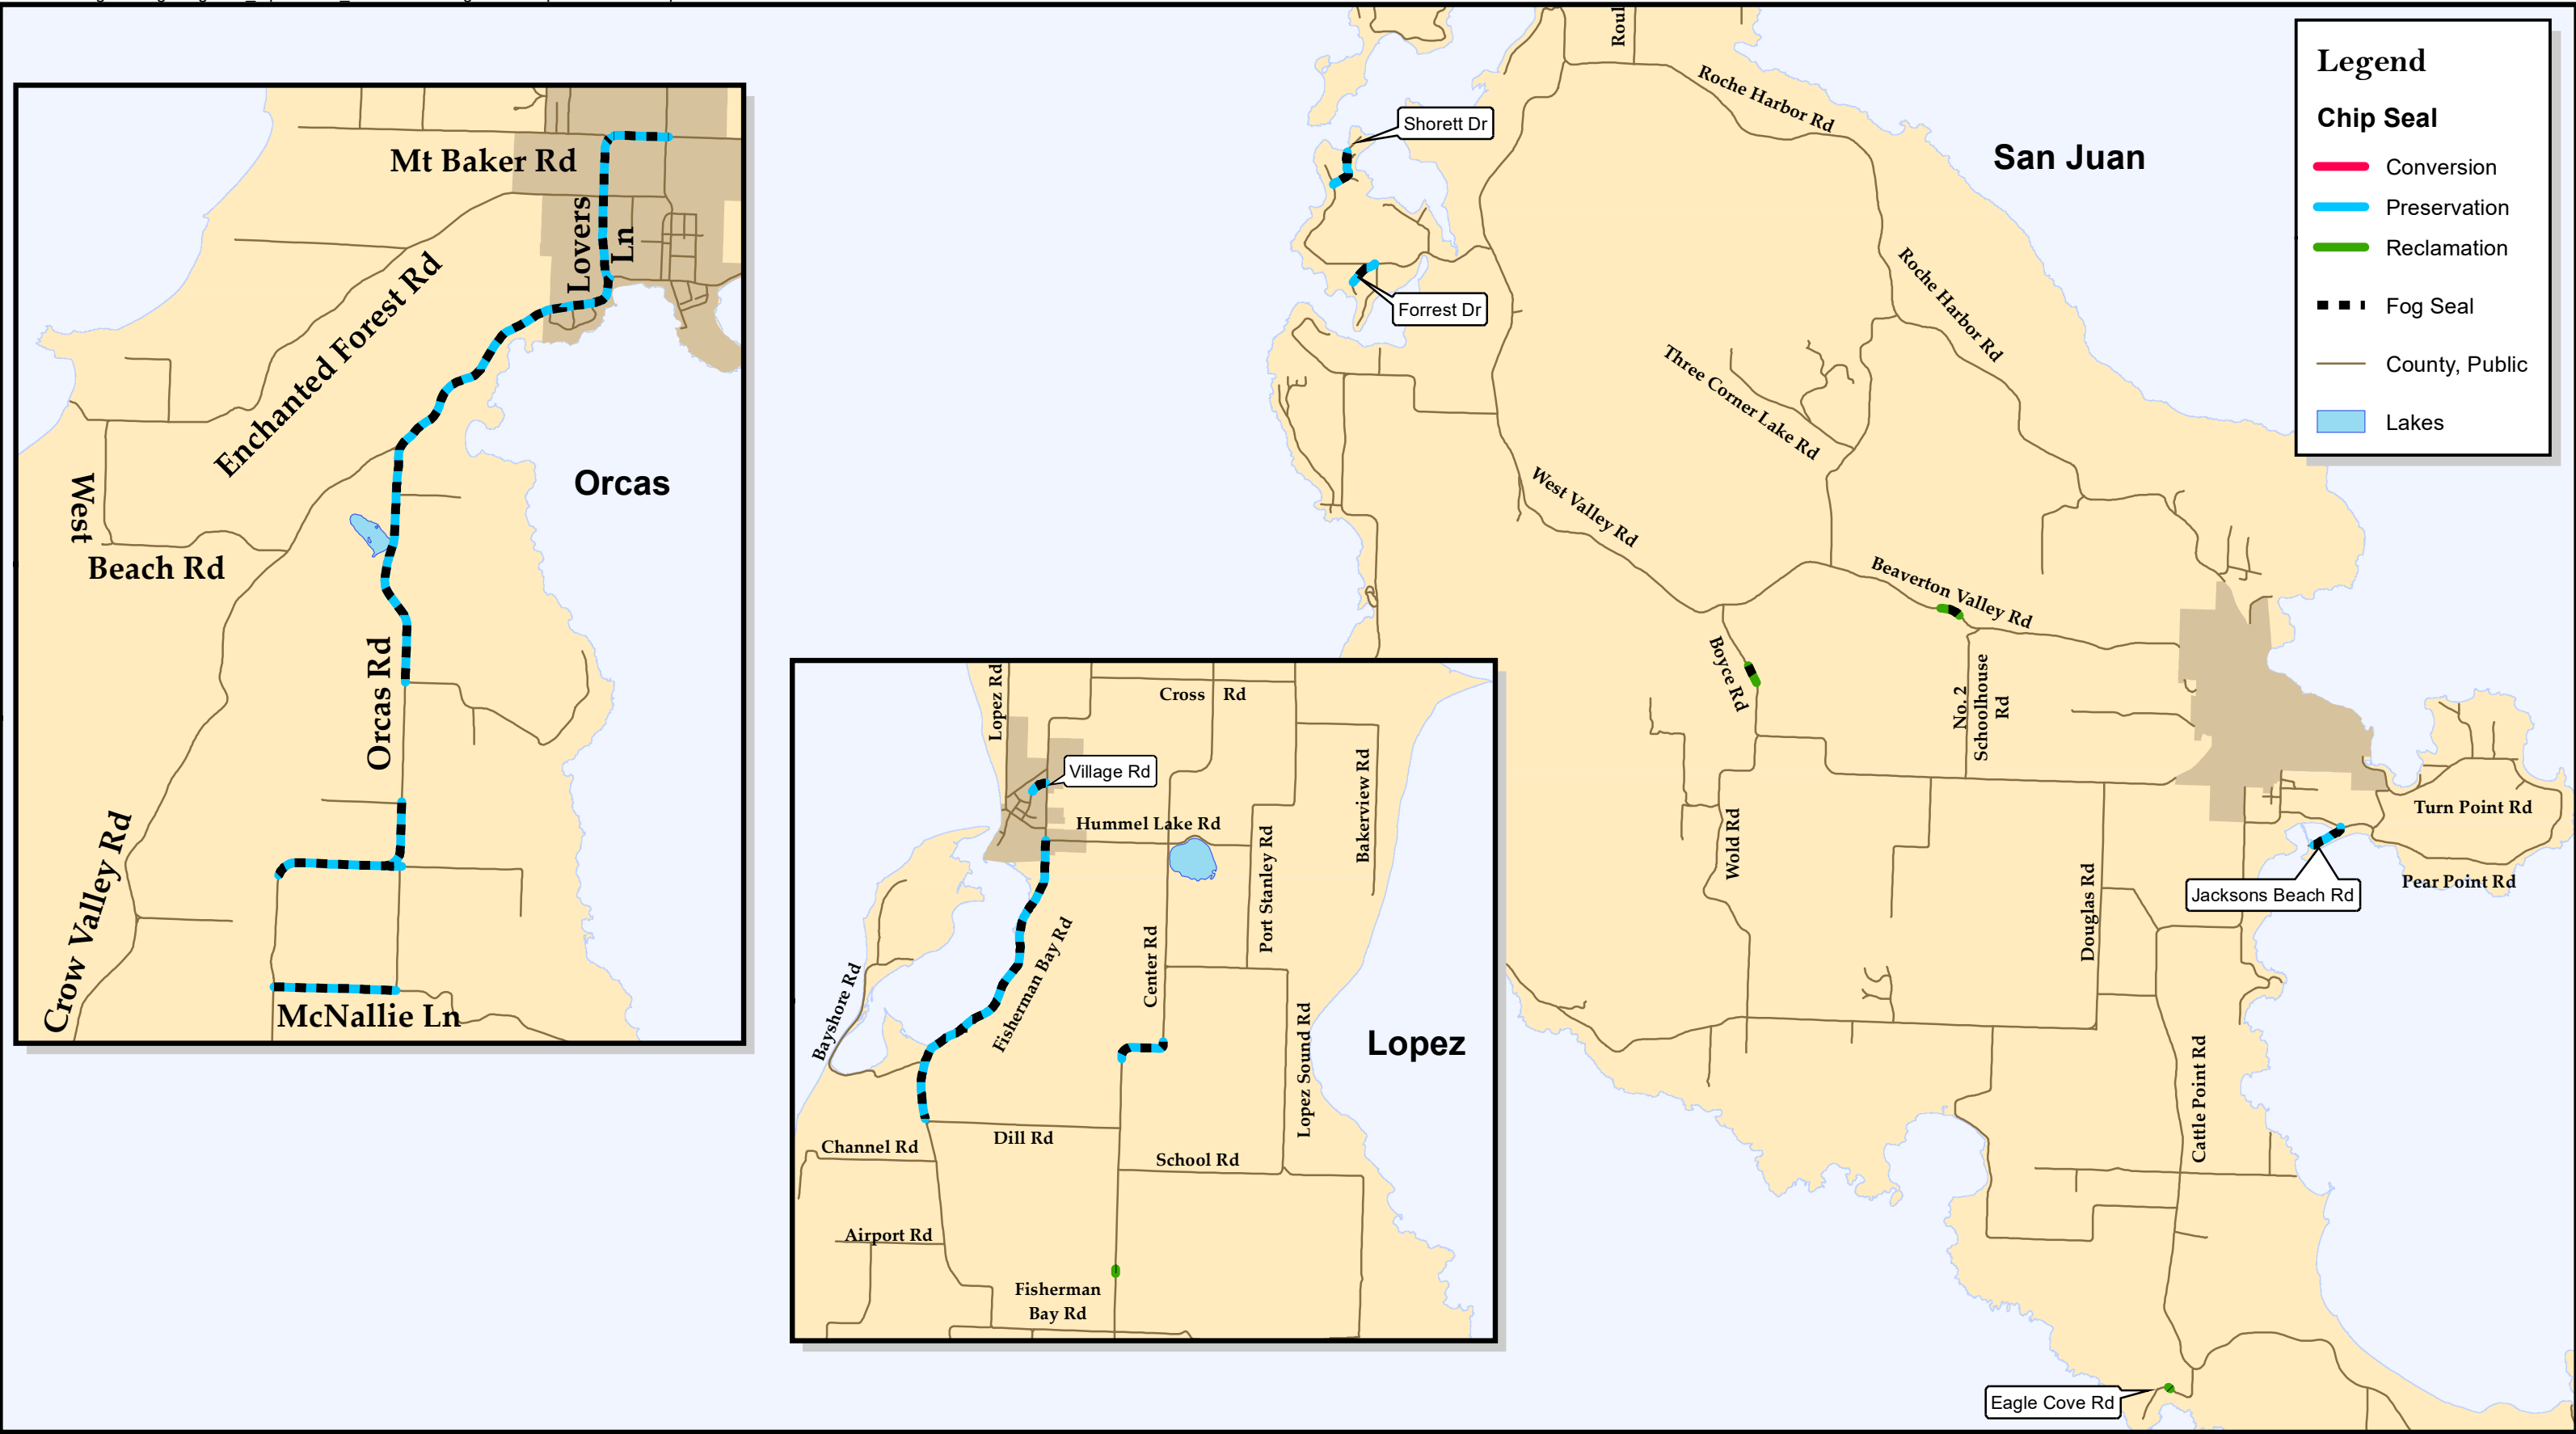 Legend
Chip Seal
Conversion
Preservation
Reclamation
Fog Seal
County, Public
Lakes
Mt Baker Rd
Lovers
Ln
Enchanted Forest Rd
Orcas
West
Beach Rd
Orcas Rd
Crow Valley Rd
McNallie Ln
San Juan
Roche Harbor Rd
Shorett Dr
Forrest Dr
Roche Harbor Rd
Three Corner Lake Rd
West Valley Rd
Beaverton Valley Rd
Boyce Rd
No. 2
Schoolhouse
Rd
Wold Rd
Douglas Rd
Turn Point Rd
Pear Point Rd
Jacksons Beach Rd
Cattle Point Rd
Eagle Cove Rd
Lopez Rd
Cross Rd
Village Rd
Bakerview Rd
Hummel Lake Rd
Port Stanley Rd
Center Rd
Fisherman Bay Rd
Bayshore Rd
Lopez Sound Rd
Lopez
Dill Rd
Channel Rd
School Rd
Airport Rd
Fisherman
Bay Rd